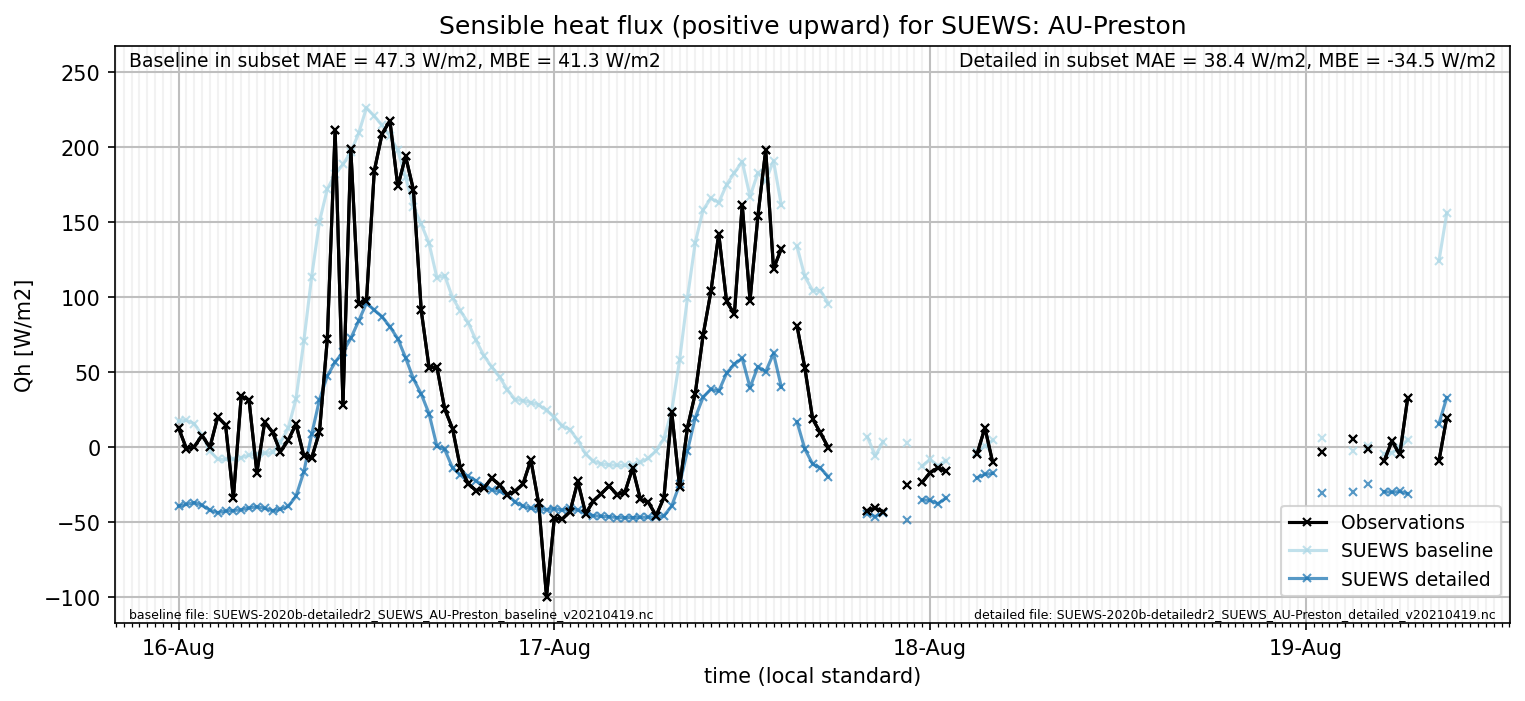 Sensible heat flux (positive upward) for SUEWS: AU-Preston
Baseline in subset MAE = 47.3 W/m2, MBE = 41.3 W/m2
Detailed in subset MAE = 38.4 W/m2, MBE = -34.5 W/m2
250
200
150
100
50
0
−50
−100
Qh [W/m2]
Observations
SUEWS baseline
SUEWS detailed
baseline file: SUEWS-2020b-detailedr2_SUEWS_AU-Preston_baseline_v20210419.nc
detailed file: SUEWS-2020b-detailedr2_SUEWS_AU-Preston_detailed_v20210419.nc
16-Aug
17-Aug
18-Aug
19-Aug
time (local standard)